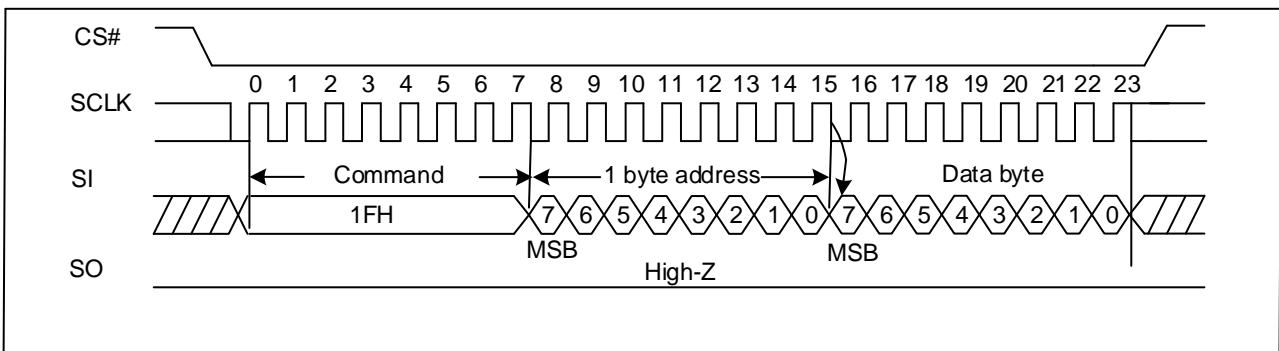 CS#
0 1 2 3 4 5 6 7 8 9 10 11 12 13 14 15 16 17 18 19 20 21 22 23
SCLK
SI Command 1 byte address Data byte
1FH 7 6 5 4 3 2 1 0 7 6 5 4 3 2 1 0
MSB MSB
SO High-Z